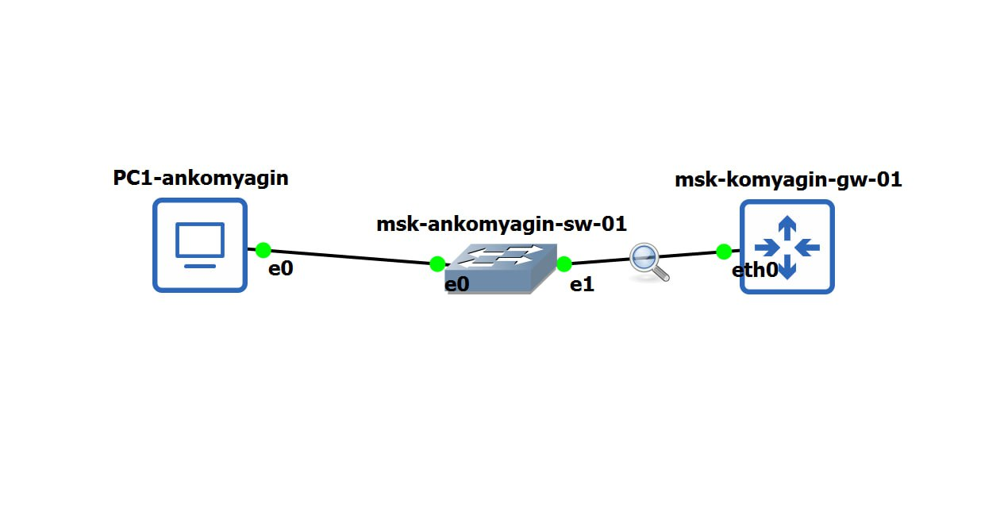 PC1-ankomyagin
msk-komyagin-gw-01
msk-ankomyagin-sw-01
e0
e0
e1
eth0